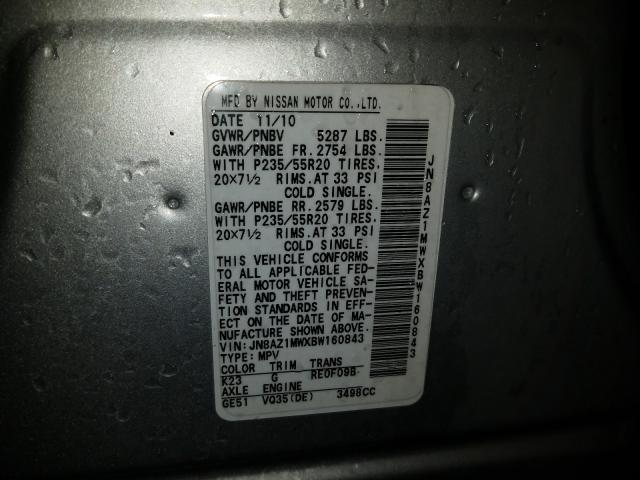 MFD BY NISSAN MOTOR CO.,LTD.
DATE 11/10
GVWR/PNBV 5287 LBS.
GAWR/PNBE FR. 2754 LBS.
WITH P235/55R20 TIRES.
20×7½ RIMS. AT 33 PSI
COLD SINGLE.
GAWR/PNBE RR. 2579 LBS.
WITH P235/55R20 TIRES.
20×7½ RIMS. AT 33 PSI
COLD SINGLE.
THIS VEHICLE CONFORMS
TO ALL APPLICABLE FED-
ERAL MOTOR VEHICLE SA-
FETY AND THEFT PREVEN-
TION STANDARDS IN EFF-
ECT ON THE DATE OF MA-
NUFACTURE SHOWN ABOVE.
VIN: JN8AZ1MWXBW160843
TYPE: MPV
COLOR TRIM TRANS
K23 G RE0F09B-
AXLE ENGINE
GE51 VQ35(DE) 3498CC
JN8AZ1MWXBW160843